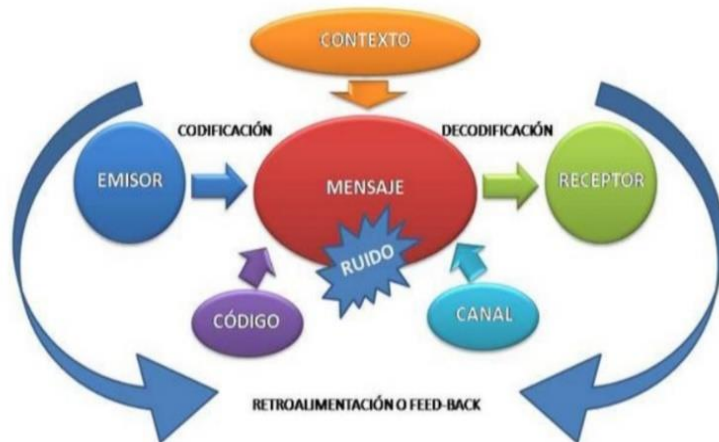 CONTEXTO
CODIFICACIÓN
DECODIFICACIÓN
EMISOR
MENSAJE
RECEPTOR
RUIDO
CÓDIGO
CANAL
RETROALIMENTACIÓN O FEED-BACK